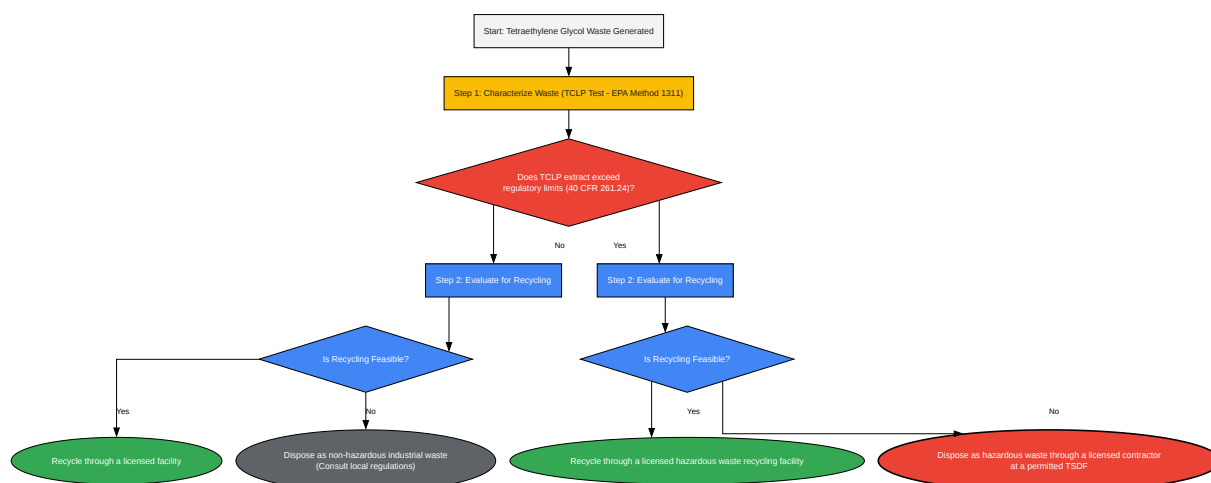 Start: Tetraethylene Glycol Waste Generated
Step 1: Characterize Waste (TCLP Test - EPA Method 1311)
Does TCLP extract exceed
regulatory limits (40 CFR 261.24)?
No
Yes
Step 2: Evaluate for Recycling
Step 2: Evaluate for Recycling
Is Recycling Feasible?
Is Recycling Feasible?
Yes
No
Yes
No
Recycle through a licensed facility
Dispose as non-hazardous industrial waste
(Consult local regulations)
Recycle through a licensed hazardous waste recycling facility
Dispose as hazardous waste through a licensed contractor
at a permitted TSDF